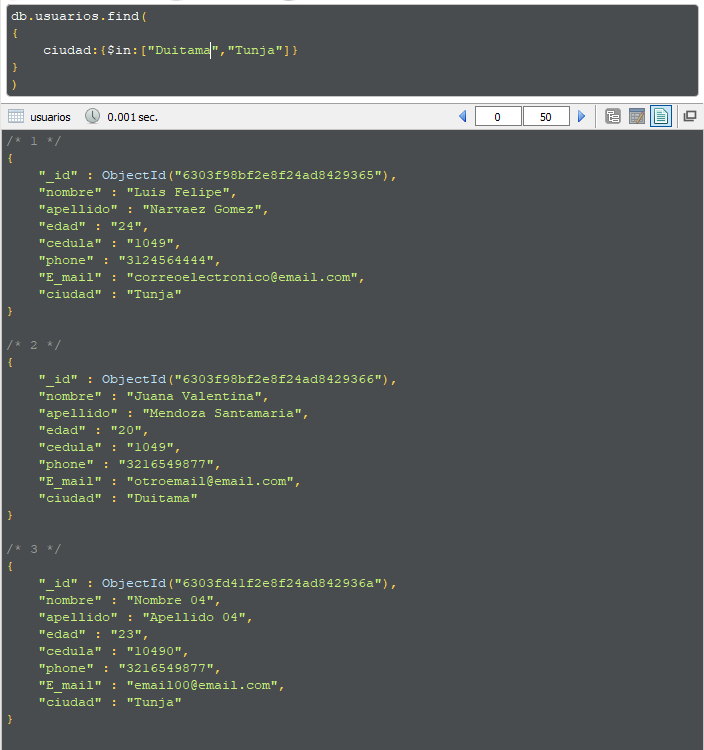 db.usuarios.find(
{
    ciudad:{$in:["Duitama","Tunja"]}
}
)
usuarios 0.001 sec. 0 50
/* 1 */
{
    "_id" : ObjectId("6303f98bf2e8f24ad8429365"),
    "nombre" : "Luis Felipe",
    "apellido" : "Narvaez Gomez",
    "edad" : "24",
    "cedula" : "1049",
    "phone" : "3124564444",
    "E_mail" : "correoelectronico@email.com",
    "ciudad" : "Tunja"
}
/* 2 */
{
    "_id" : ObjectId("6303f98bf2e8f24ad8429366"),
    "nombre" : "Juana Valentina",
    "apellido" : "Mendoza Santamaria",
    "edad" : "20",
    "cedula" : "1049",
    "phone" : "3216549877",
    "E_mail" : "otroemail@email.com",
    "ciudad" : "Duitama"
}
/* 3 */
{
    "_id" : ObjectId("6303fd41f2e8f24ad842936a"),
    "nombre" : "Nombre 04",
    "apellido" : "Apellido 04",
    "edad" : "23",
    "cedula" : "10490",
    "phone" : "3216549877",
    "E_mail" : "email00@email.com",
    "ciudad" : "Tunja"
}